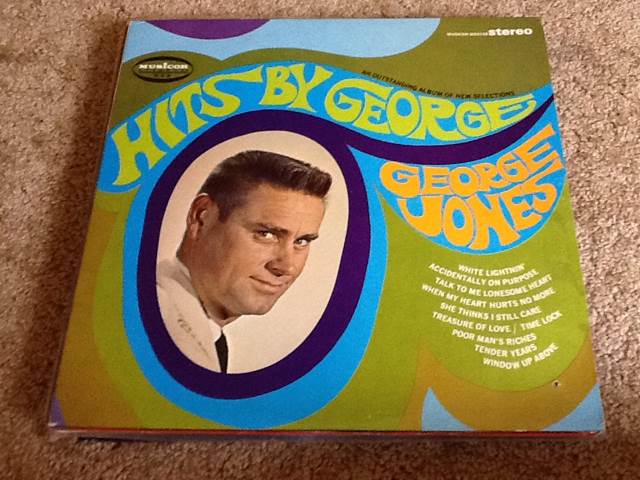 stereo
MUSICOR
AN OUTSTANDING ALBUM OF NEW SELECTIONS
HITS BY GEORGE
GEORGE
JONES
WHITE LIGHTNIN'
ACCIDENTALLY ON PURPOSE
TALK TO ME LONESOME HEART
WHEN MY HEART HURTS NO MORE
SHE THINKS I STILL CARE
TREASURE OF LOVE / TIME LOCK
POOR MAN'S RICHES
TENDER YEARS
WINDOW UP ABOVE